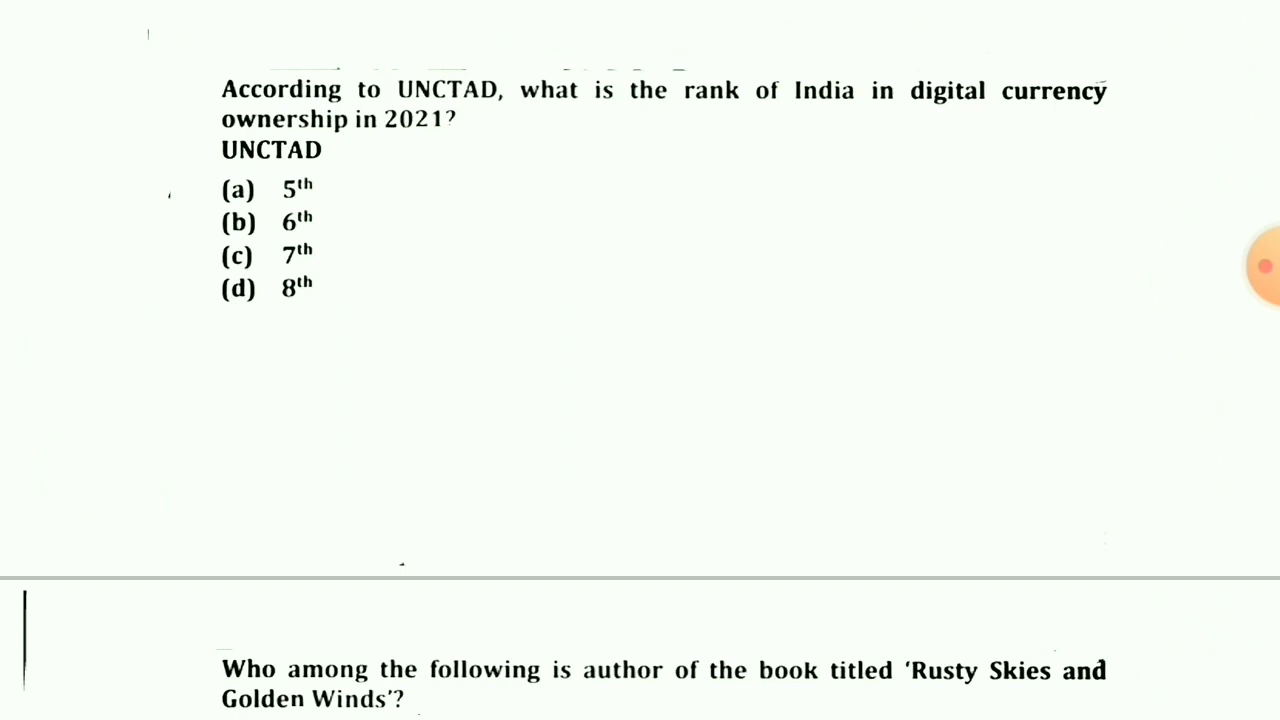 According to UNCTAD, what is the rank of India in digital currency
ownership in 2021?
UNCTAD
(a) 5th
(b) 6th
(c) 7th
(d) 8th
Who among the following is author of the book titled ‘Rusty Skies and
Golden Winds’?